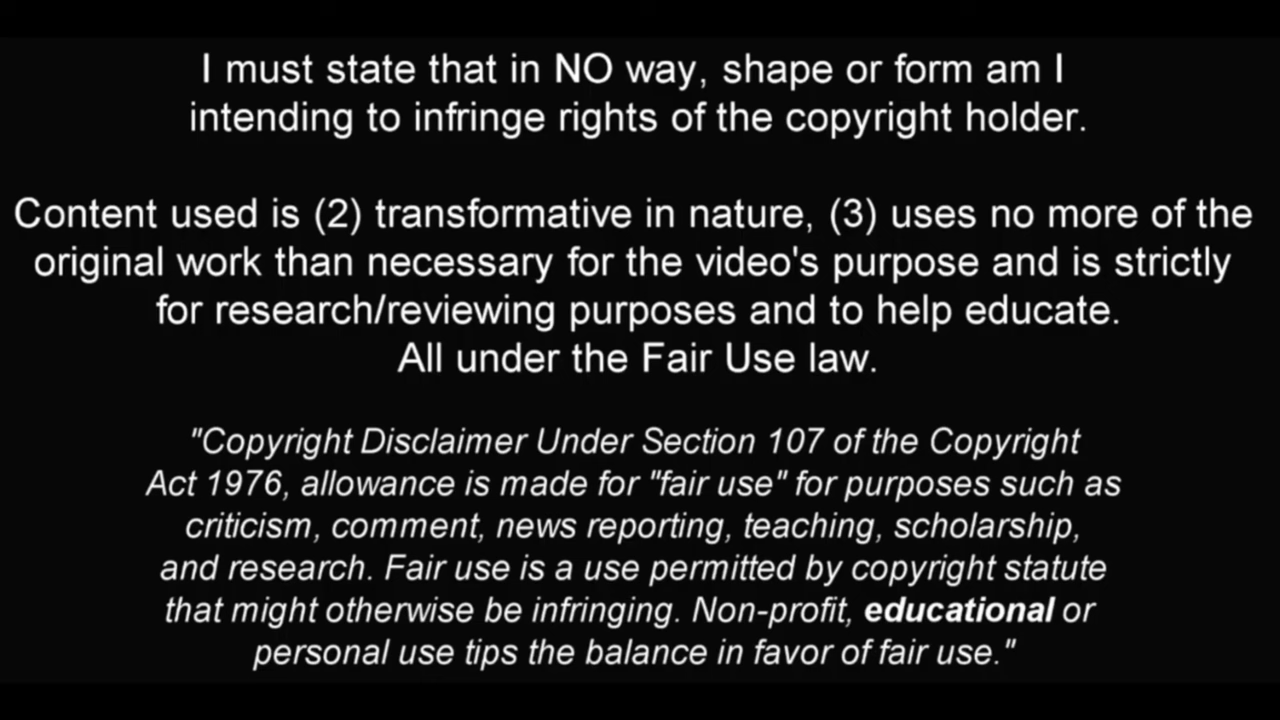 I must state that in NO way, shape or form am I
intending to infringe rights of the copyright holder.
Content used is (2) transformative in nature, (3) uses no more of the
original work than necessary for the video's purpose and is strictly
for research/reviewing purposes and to help educate.
All under the Fair Use law.
"Copyright Disclaimer Under Section 107 of the Copyright
Act 1976, allowance is made for "fair use" for purposes such as
criticism, comment, news reporting, teaching, scholarship,
and research. Fair use is a use permitted by copyright statute
that might otherwise be infringing. Non-profit, educational or
personal use tips the balance in favor of fair use."